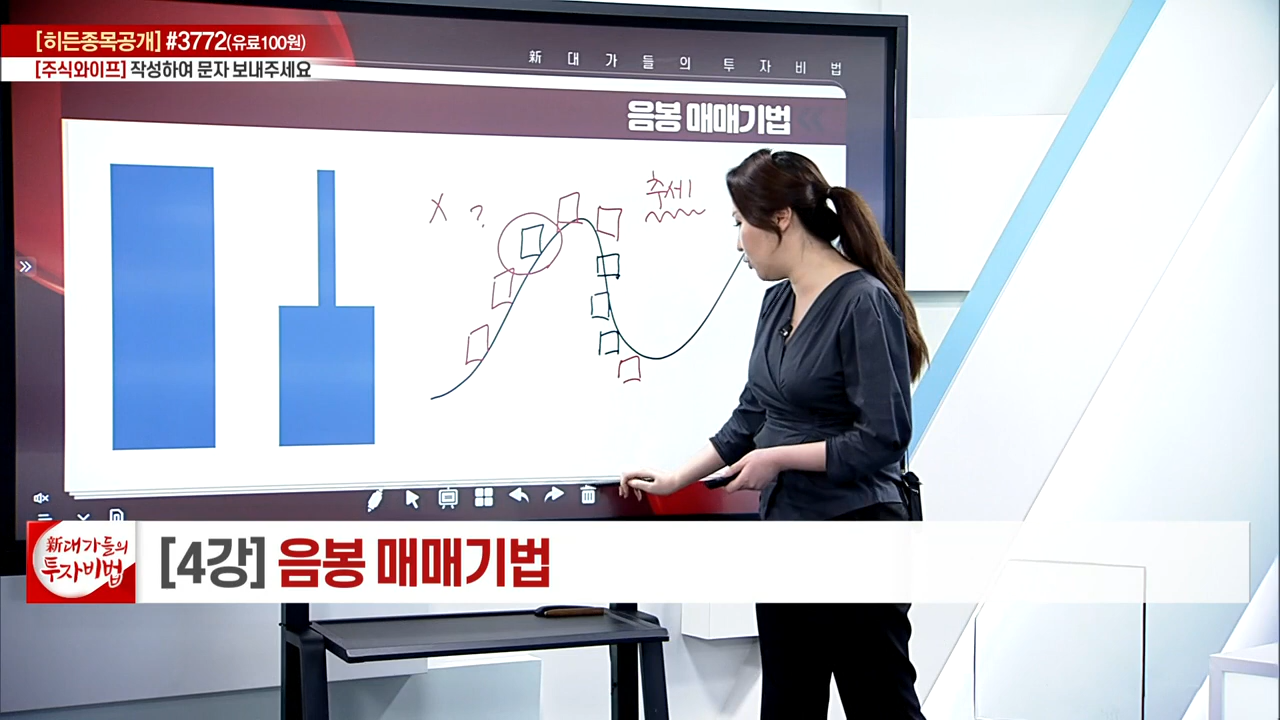 [히든종목공개] #3772(유료100원)
[주식와이프] 작성하여 문자 보내주세요
新 대 가 들 의 투 자 비 법
음봉 매매기법
X ?
추세!
新대가들의
투자비법
[4강] 음봉 매매기법